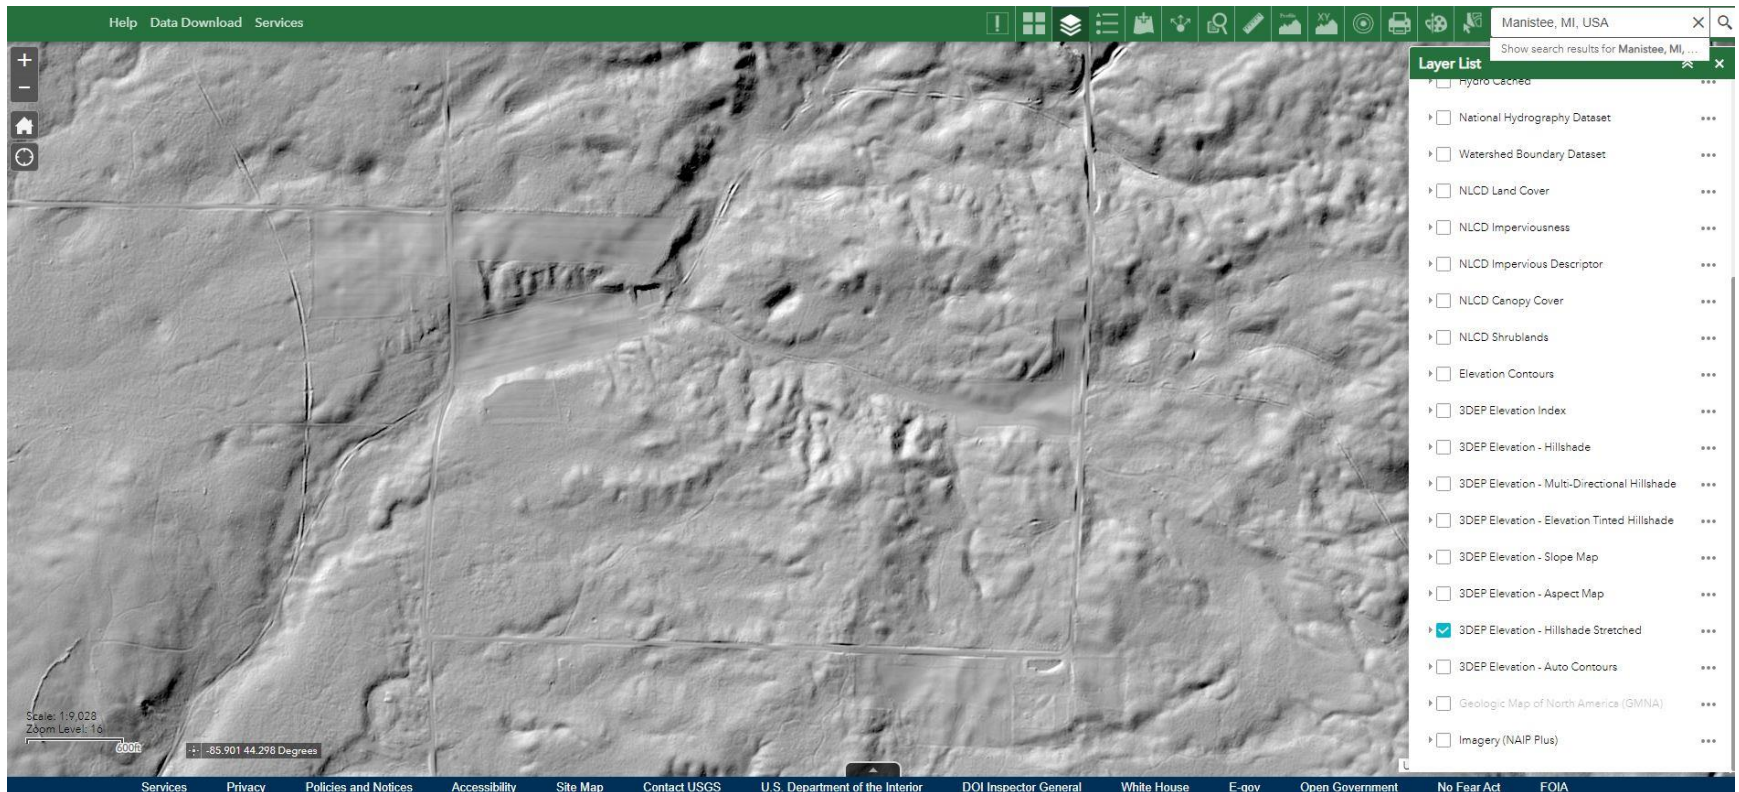 Help Data Download Services
Profile
XY
Manistee, MI, USA
Show search results for Manistee, MI, ...
Layer List
Hydro Cached
National Hydrography Dataset
Watershed Boundary Dataset
NLCD Land Cover
NLCD Imperviousness
NLCD Impervious Descriptor
NLCD Canopy Cover
NLCD Shrublands
Elevation Contours
3DEP Elevation Index
3DEP Elevation - Hillshade
3DEP Elevation - Multi-Directional Hillshade
3DEP Elevation - Elevation Tinted Hillshade
3DEP Elevation - Slope Map
3DEP Elevation - Aspect Map
3DEP Elevation - Hillshade Stretched
3DEP Elevation - Auto Contours
Geologic Map of North America (GMNA)
Imagery (NAIP Plus)
Scale: 1:9,028
Zoom Level: 16
600ft
-85.901 44.298 Degrees
Services Privacy Policies and Notices Accessibility Site Map Contact USGS U.S. Department of the Interior DOI Inspector General White House E-gov Open Government No Fear Act FOIA